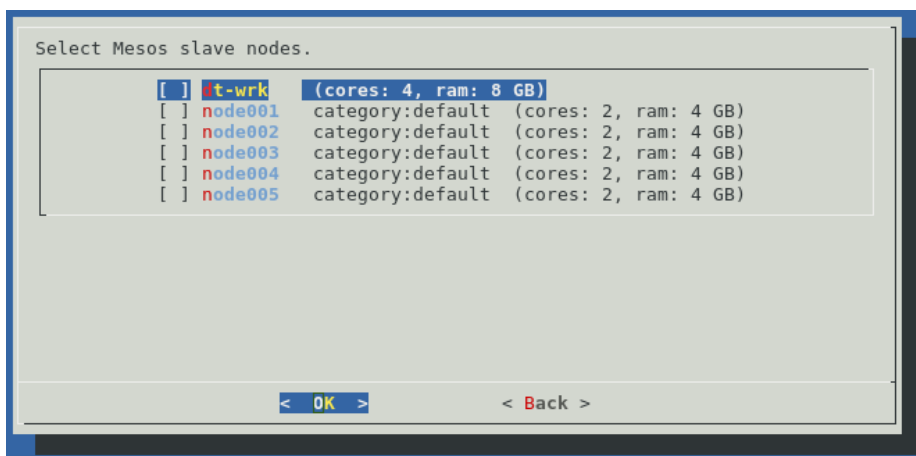 Select Mesos slave nodes.
[ ] dt-wrk (cores: 4, ram: 8 GB)
[ ] node001 category:default (cores: 2, ram: 4 GB)
[ ] node002 category:default (cores: 2, ram: 4 GB)
[ ] node003 category:default (cores: 2, ram: 4 GB)
[ ] node004 category:default (cores: 2, ram: 4 GB)
[ ] node005 category:default (cores: 2, ram: 4 GB)
< OK > < Back >